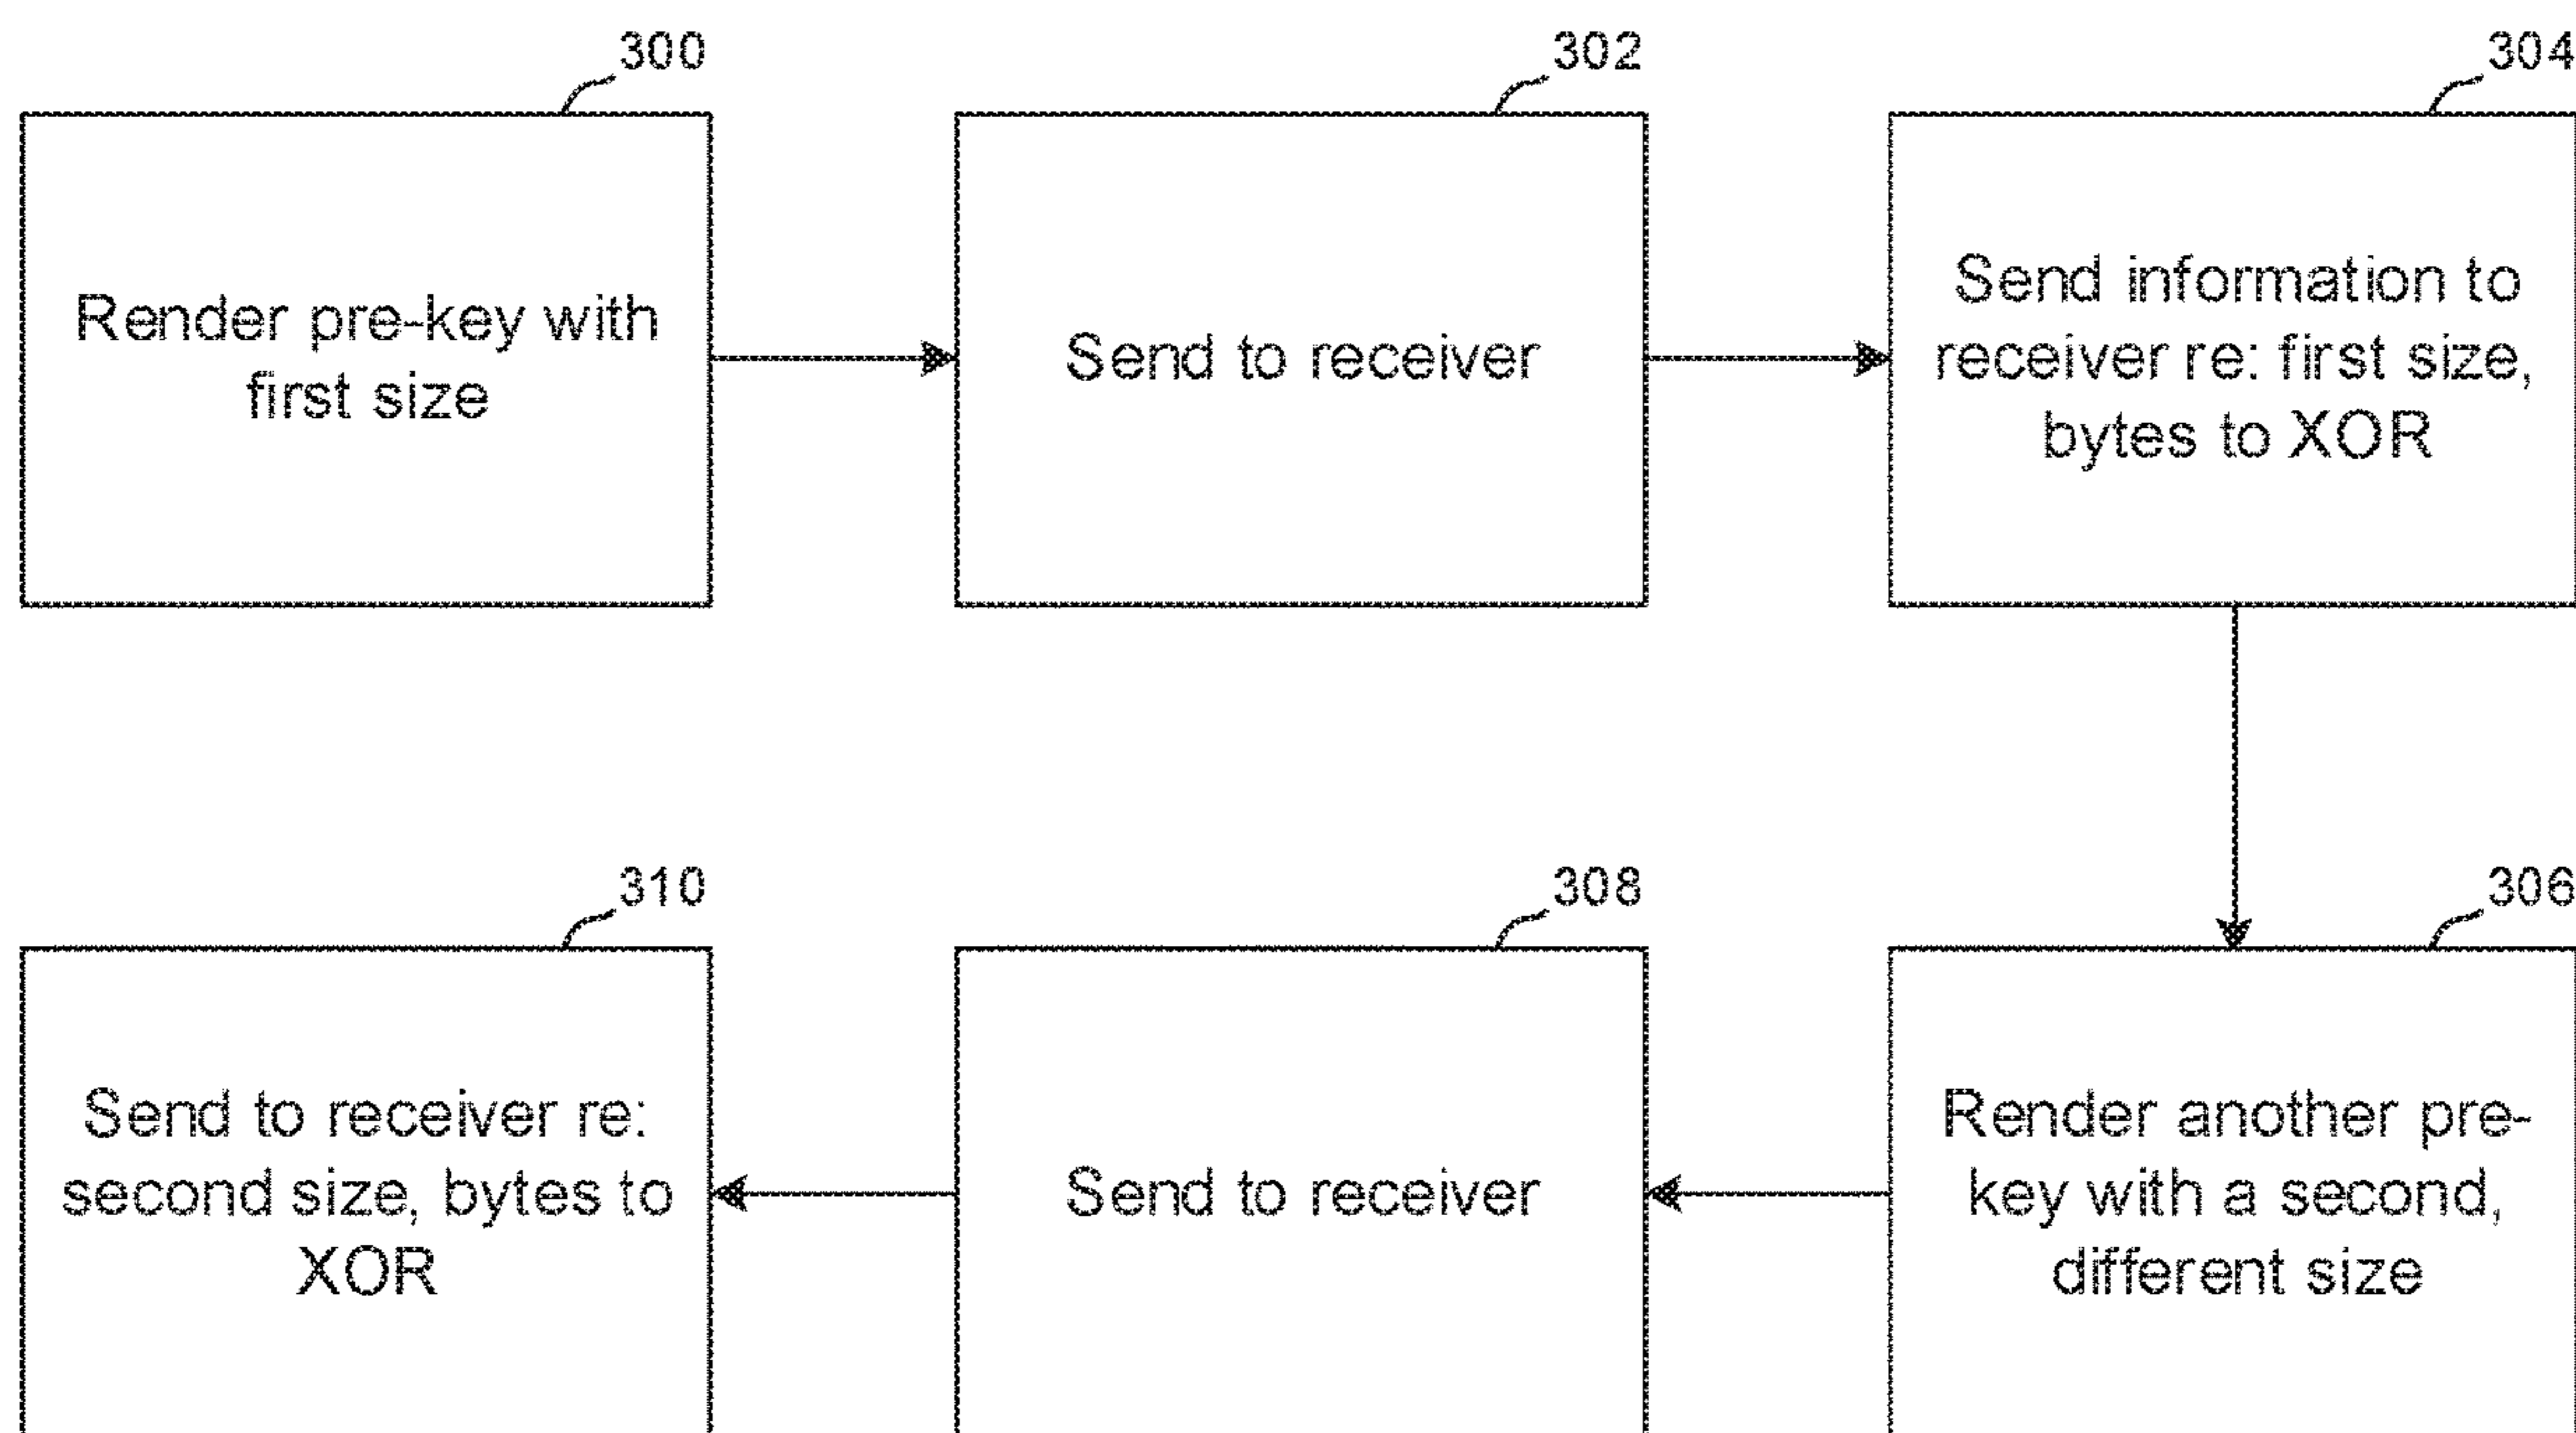 300
302
304
Render pre-key with
first size
Send to receiver
Send information to
receiver re: first size,
bytes to XOR
310
308
306
Send to receiver re:
second size, bytes to
XOR
Send to receiver
Render another pre-
key with a second,
different size